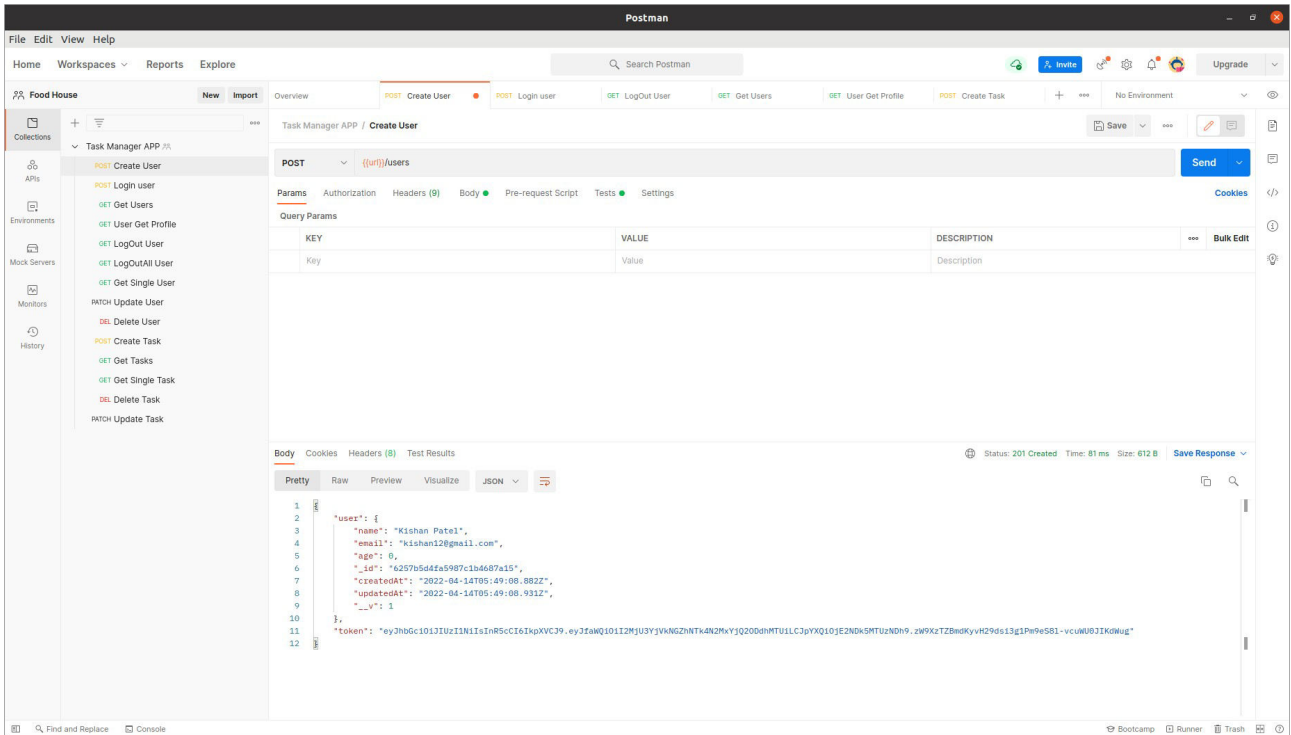 Postman
File Edit View Help
Home Workspaces Reports Explore Search Postman Invite Upgrade
Food House New Import Overview POST Create User POST Login user GET LogOut User GET Get Users GET User Get Profile POST Create Task No Environment
Collections
APIs
Environments
Mock Servers
Monitors
History
Task Manager APP
POST Create User
POST Login user
GET Get Users
GET User Get Profile
GET LogOut User
GET LogOutAll User
GET Get Single User
PATCH Update User
DEL Delete User
POST Create Task
GET Get Tasks
GET Get Single Task
DEL Delete Task
PATCH Update Task
Task Manager APP / Create User Save
POST {{url}}/users Send
Params Authorization Headers (9) Body Pre-request Script Tests Settings Cookies
Query Params
KEY VALUE DESCRIPTION Bulk Edit
Key Value Description
Body Cookies Headers (8) Test Results Status: 201 Created Time: 81 ms Size: 612 B Save Response
Pretty Raw Preview Visualize JSON
1 {
2 "user": {
3 "name": "Kishan Patel",
4 "email": "kishan12@gmail.com",
5 "age": 0,
6 "_id": "6257b5d4fa5987c1b4687a15",
7 "createdAt": "2022-04-14T05:49:08.882Z",
8 "updatedAt": "2022-04-14T05:49:08.931Z",
9 "__v": 1
10 },
11 "token":
12 }
Find and Replace Console Bootcamp Runner Trash